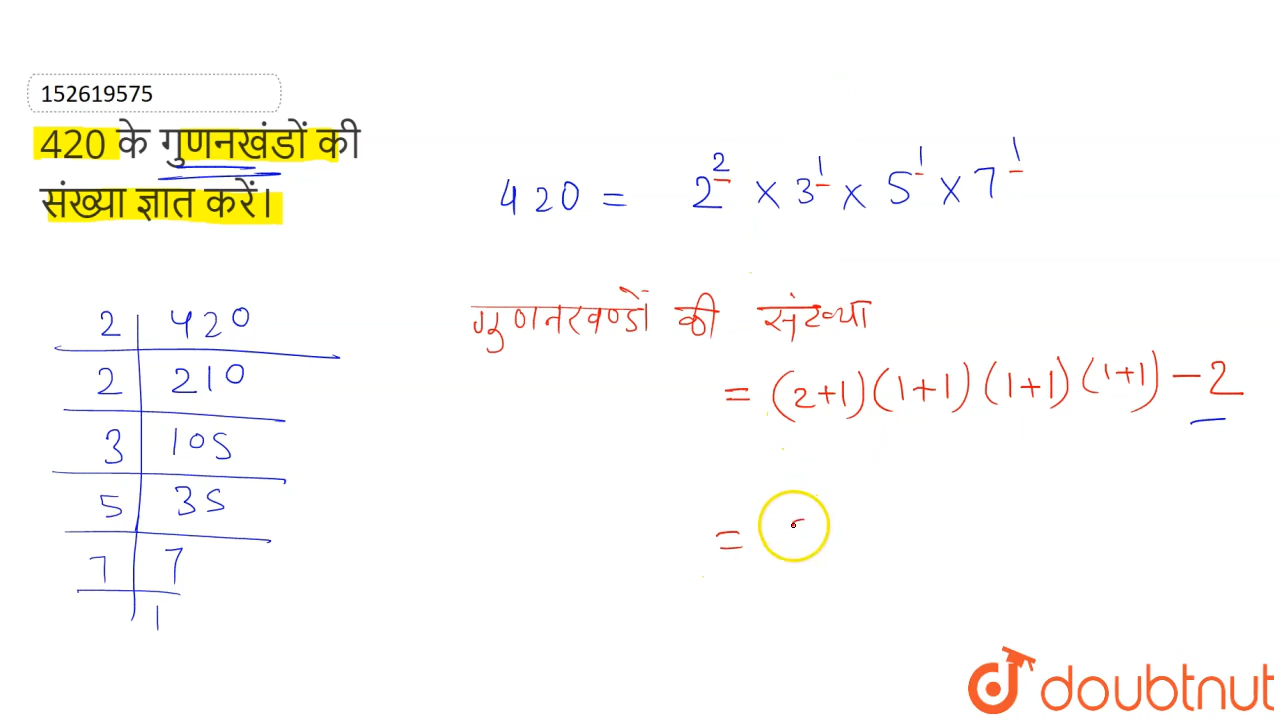 152619575
420 के गुणनखंडों की
संख्या ज्ञात करें।
420 = 2² × 3¹ × 5¹ × 7¹
2 | 420
2 | 210
3 | 105
5 | 35
7 | 7
1
गुणनखण्डों की संख्या
= (2+1)(1+1)(1+1)(1+1) - 2
=
doubtnut